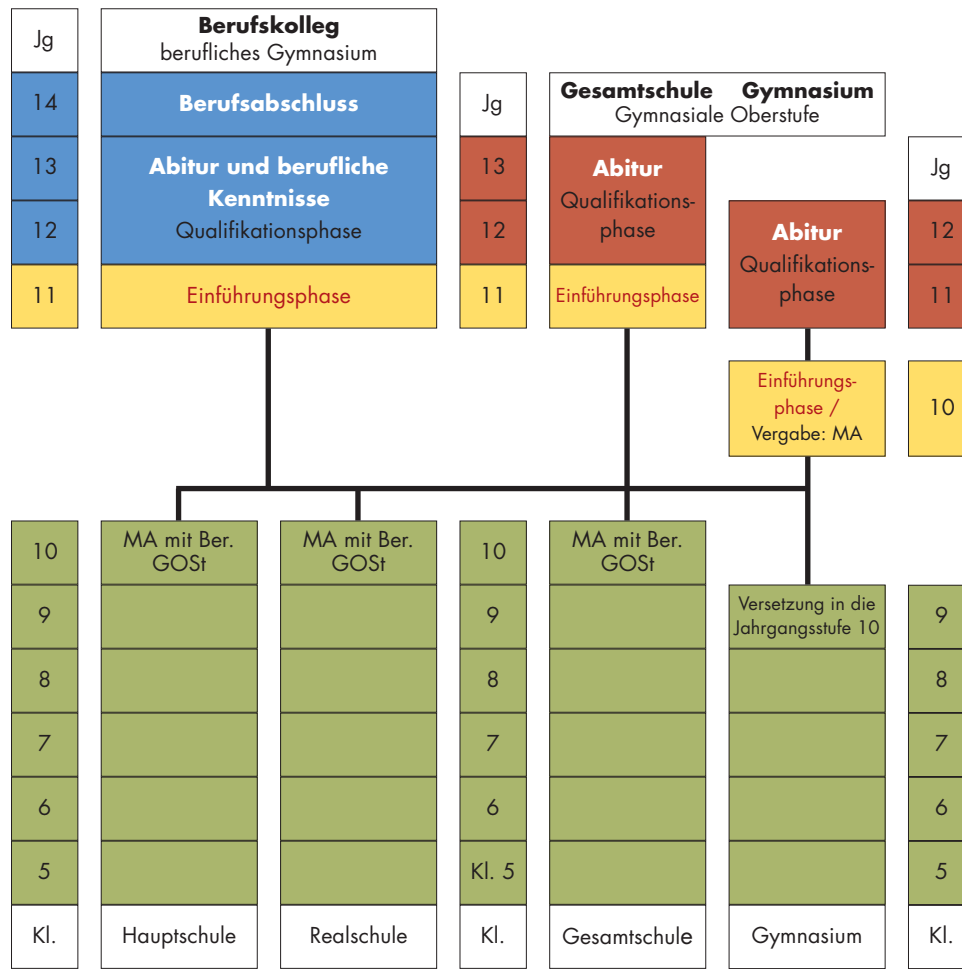 Jg
Berufskolleg
berufliches Gymnasium
14
Berufsabschluss
Jg
Gesamtschule Gymnasium
Gymnasiale Oberstufe
13
Abitur und berufliche
Kenntnisse
12
Qualifikationsphase
13
Abitur
Qualifikations-
phase
12
Jg
12
Abitur
Qualifikations-
phase
11
11
Einführungsphase
11
Einführungsphase
Einführungs-
phase /
Vergabe: MA
10
10
MA mit Ber.
GOSt
MA mit Ber.
GOSt
10
MA mit Ber.
GOSt
9
9
Versetzung in die
Jahrgangsstufe 10
9
8
8
8
7
7
7
6
6
6
5
Kl. 5
5
Kl.
Hauptschule
Realschule
Kl.
Gesamtschule
Gymnasium
Kl.